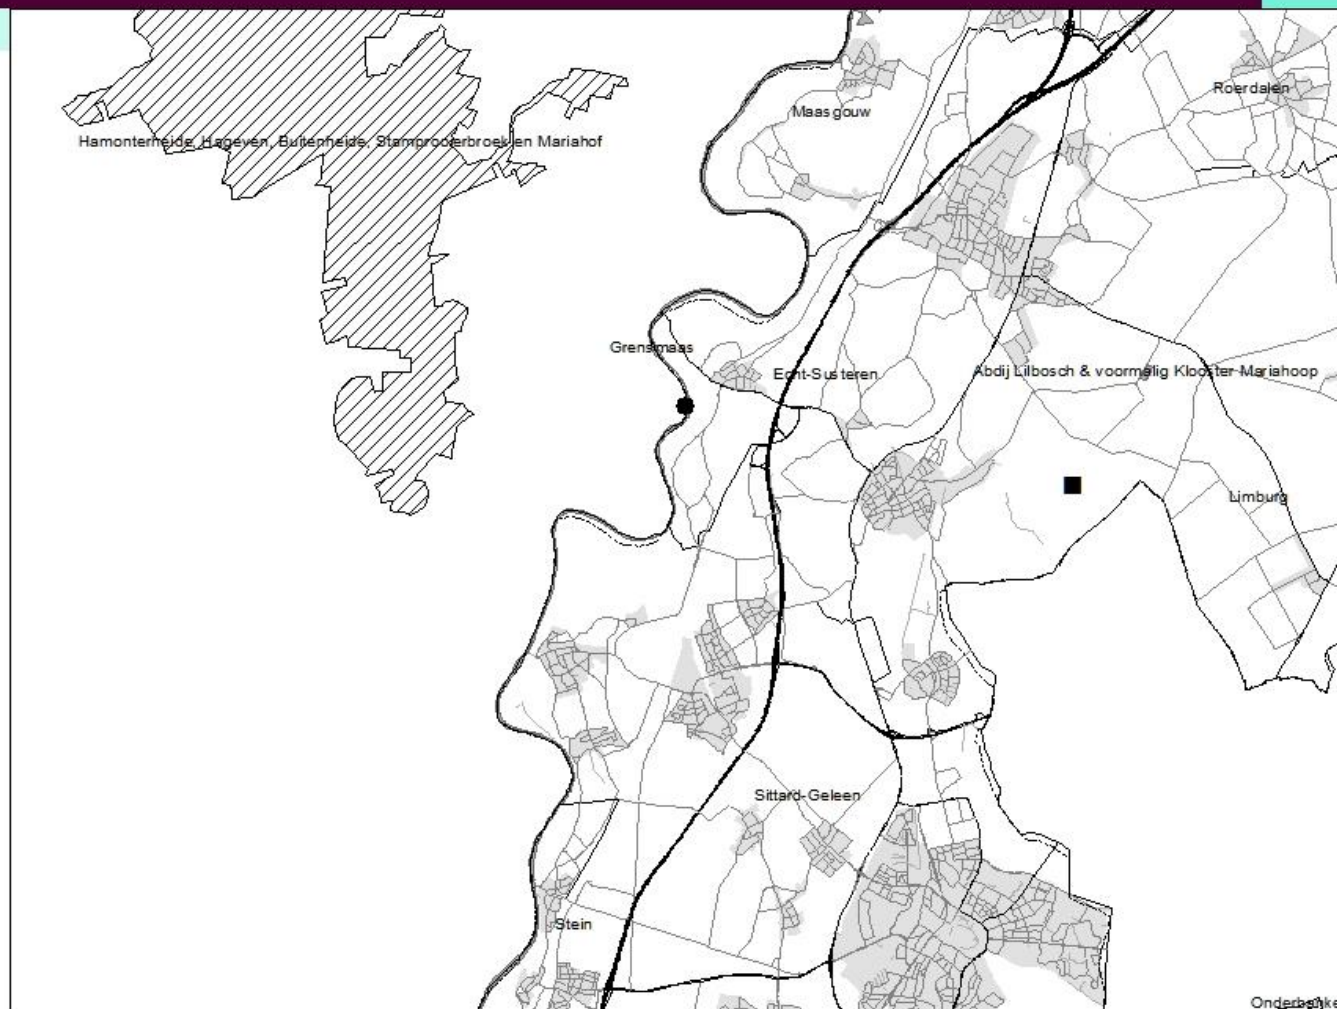 Roerdalen
Maasgouw
Hamonterheide, Hageven, Buitenheide, Stamprooierbroek en Mariahof
Grensmaas
Echt-Susteren
Abdij Lilbosch & voormalig Klooster Mariahoop
Limburg
Sittard-Geleen
Stein